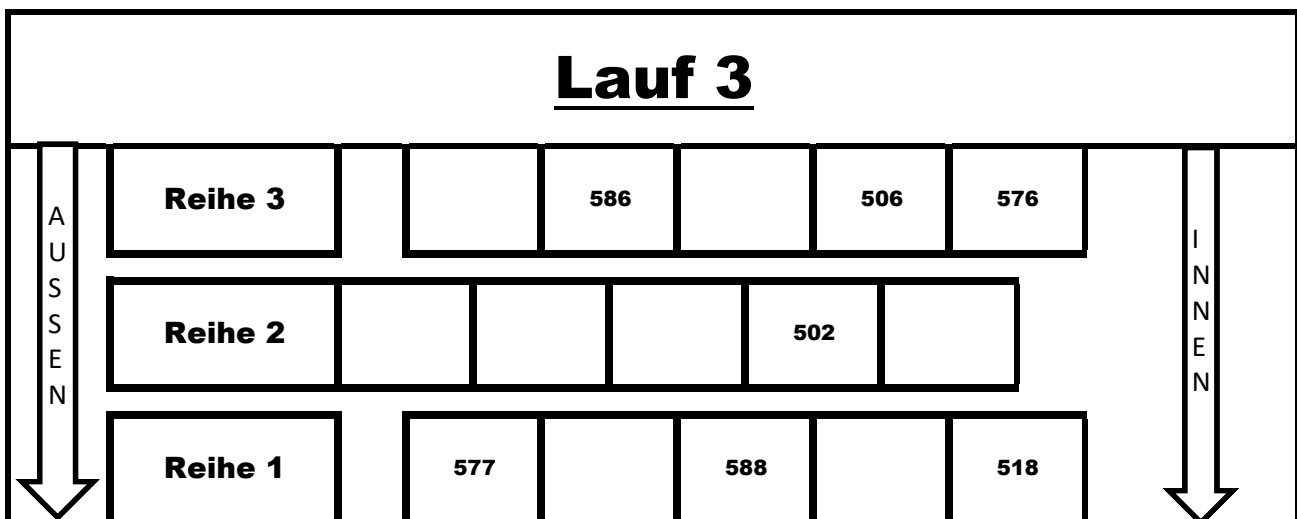 Lauf 3
AUSSEN
Reihe 3 586 506 576
INNEN
Reihe 2 502
Reihe 1 577 588 518